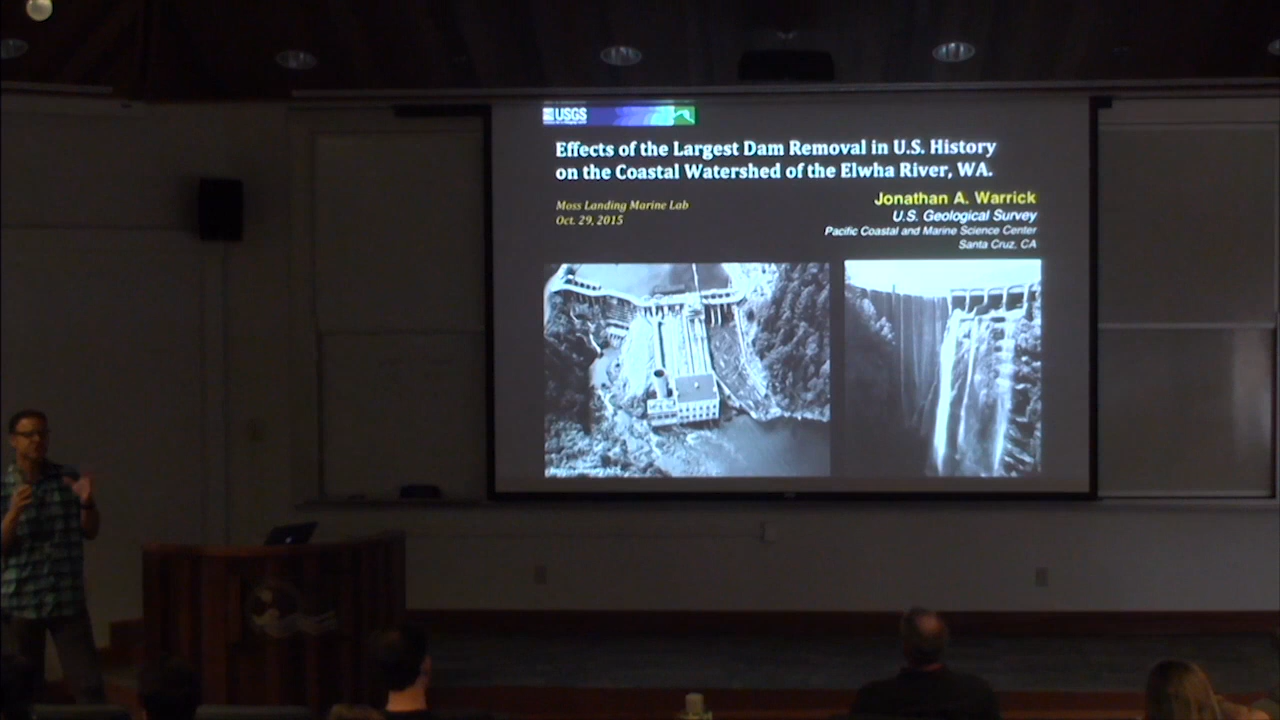 USGS
Effects of the Largest Dam Removal in U.S. History
on the Coastal Watershed of the Elwha River, WA.
Moss Landing Marine Lab
Oct. 29, 2015
Jonathan A. Warrick
U.S. Geological Survey
Pacific Coastal and Marine Science Center
Santa Cruz, CA